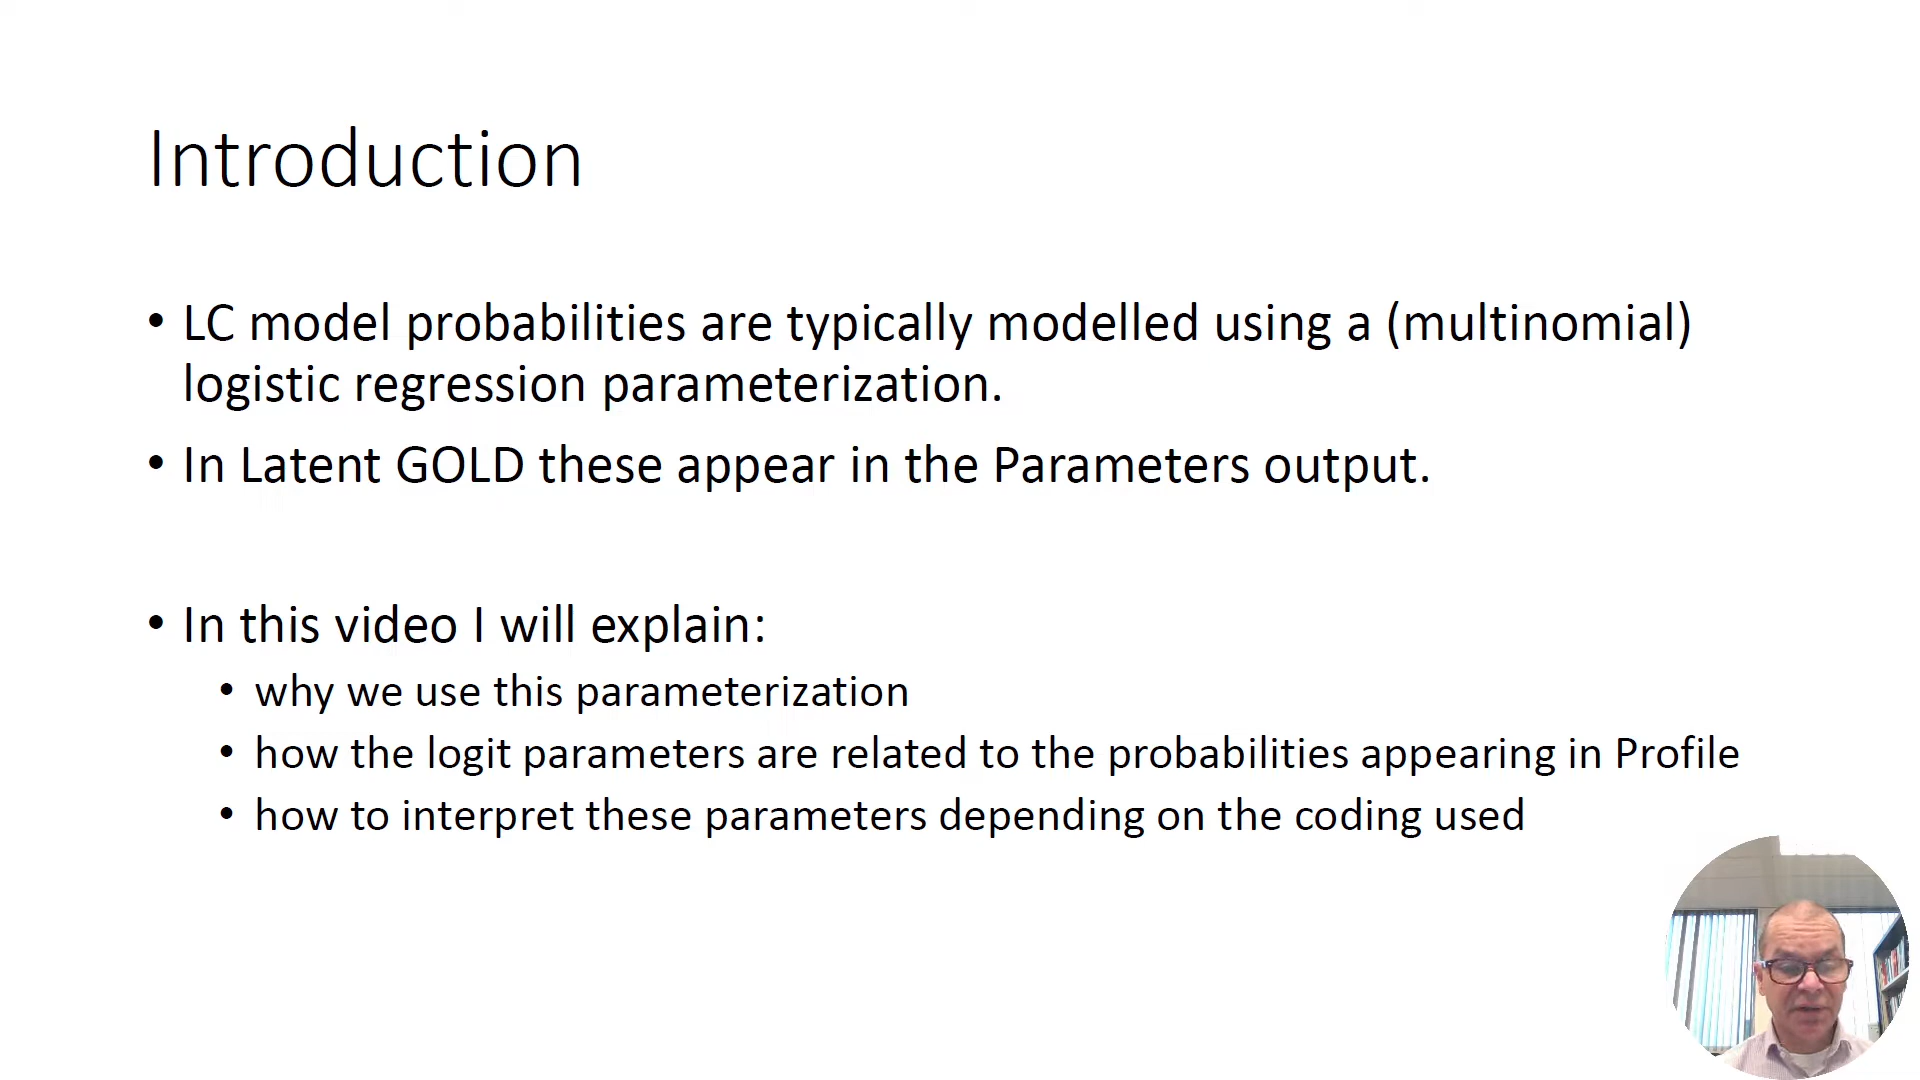 Introduction
• LC model probabilities are typically modelled using a (multinomial)
logistic regression parameterization.
• In Latent GOLD these appear in the Parameters output.
• In this video I will explain:
• why we use this parameterization
• how the logit parameters are related to the probabilities appearing in Profile
• how to interpret these parameters depending on the coding used